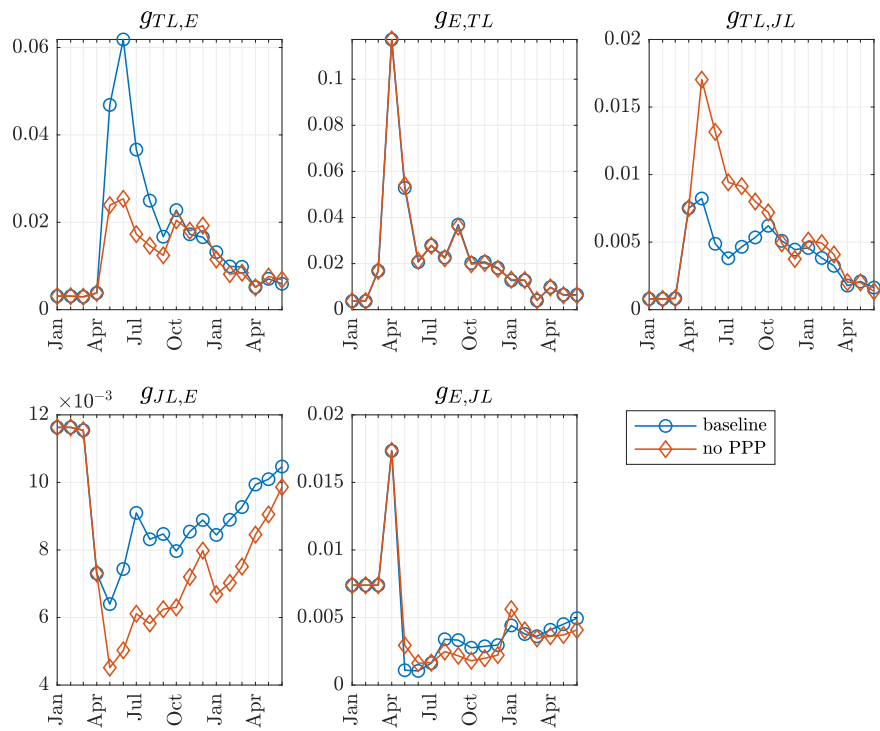 g_{TL,E}
0.06
0.04
0.02
0
Jan
Apr
Jul
Oct
Jan
Apr
g_{E,TL}
0.1
0.08
0.06
0.04
0.02
0
Jan
Apr
Jul
Oct
Jan
Apr
g_{TL,JL}
0.02
0.015
0.01
0.005
0
Jan
Apr
Jul
Oct
Jan
Apr
g_{JL,E}
×10^{-3}
12
10
8
6
4
Jan
Apr
Jul
Oct
Jan
Apr
g_{E,JL}
0.02
0.015
0.01
0.005
0
Jan
Apr
Jul
Oct
Jan
Apr
baseline
no PPP